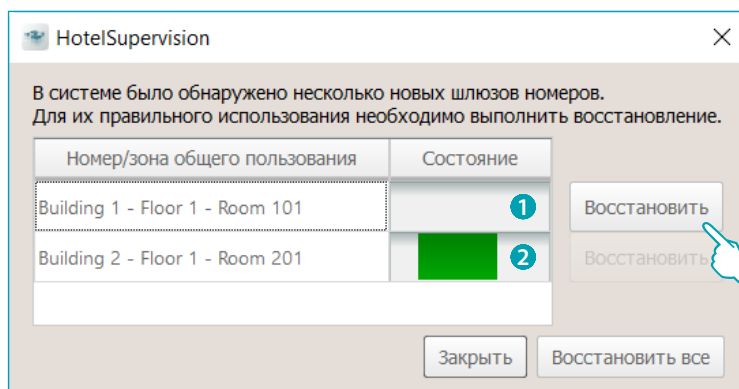 HotelSupervision
В системе было обнаружено несколько новых шлюзов номеров.
Для их правильного использования необходимо выполнить восстановление.
Номер/зона общего пользования Состояние
Building 1 - Floor 1 - Room 101 1 Восстановить
Building 2 - Floor 1 - Room 201 2 Восстановить
Закрыть Восстановить все